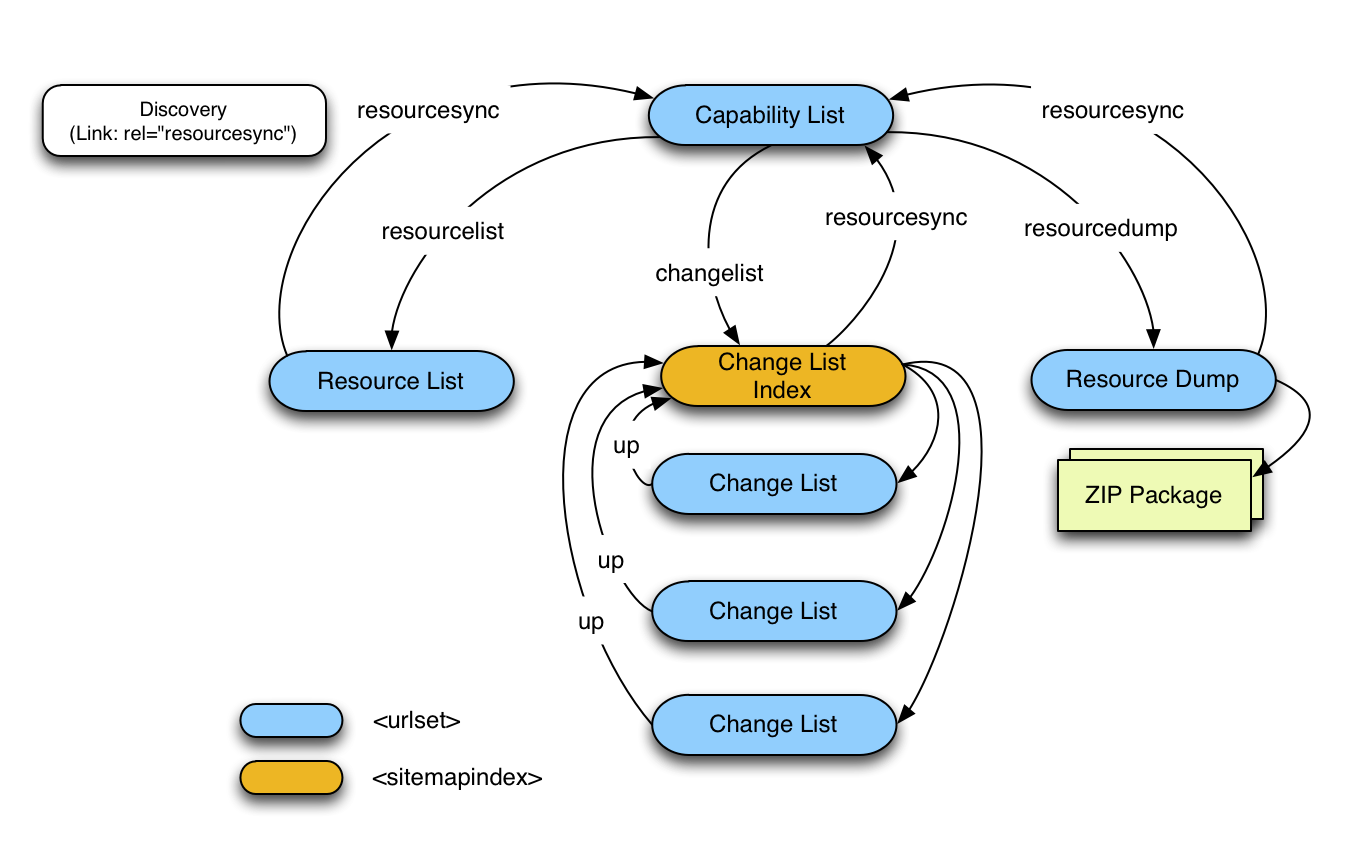 Discovery
(Link: rel="resourcesync")
resourcesync
Capability List
resourcesync
resourcelist
resourcesync
resourcedump
changelist
Resource List
Change List
Index
Resource Dump
up
Change List
ZIP Package
up
Change List
up
Change List
<urlset>
<sitemapindex>